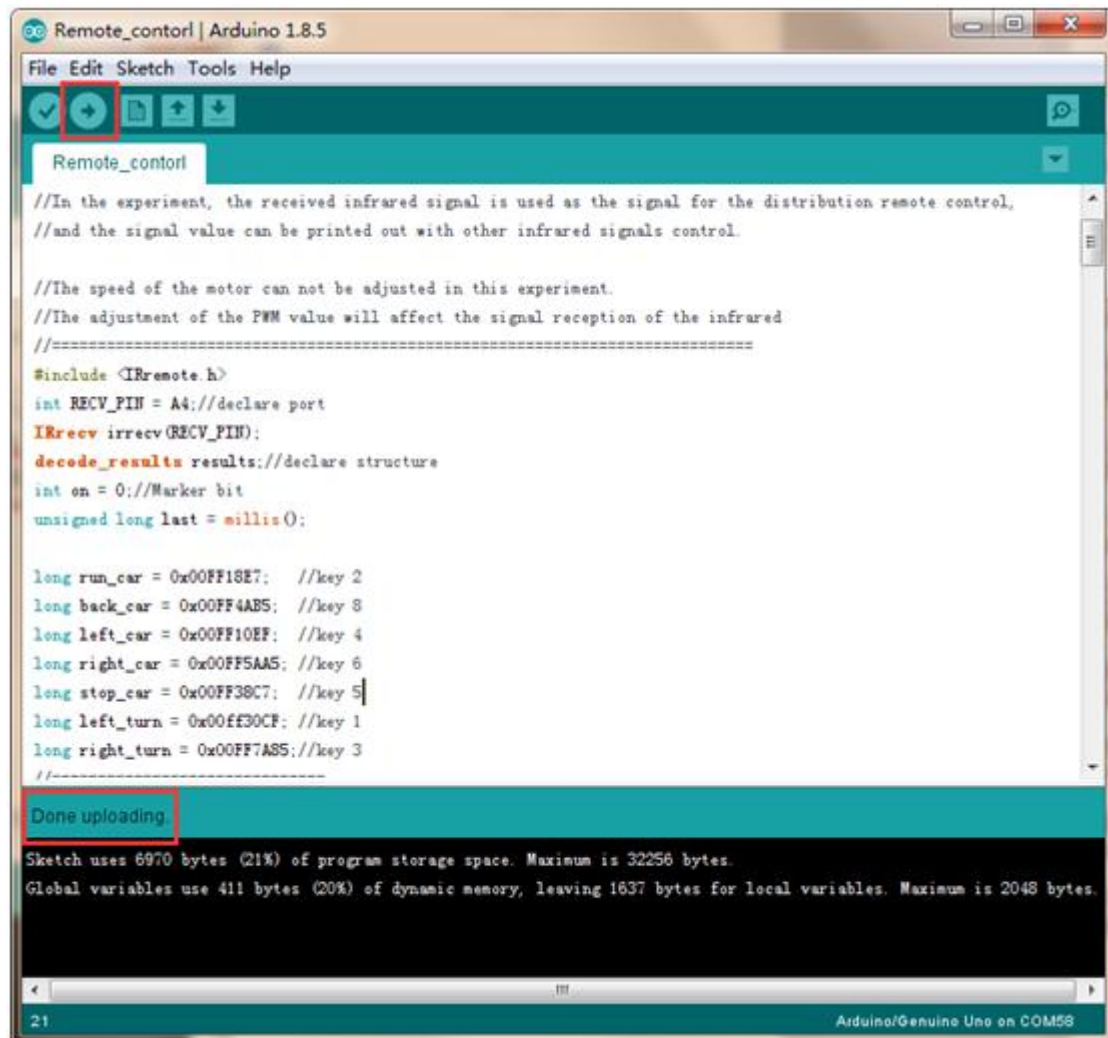 Remote_contorl | Arduino 1.8.5
File Edit Sketch Tools Help
Remote_contorl
//In the experiment, the received infrared signal is used as the signal for the distribution remote control,
//and the signal value can be printed out with other infrared signals control.
//The speed of the motor can not be adjusted in this experiment.
//The adjustment of the PWM value will affect the signal reception of the infrared
//==============================================================================
#include <IRremote.h>
int RECV_PIN = A4;//declare port
IRrecv irrecv(RECV_PIN);
decode_results results;//declare structure
int on = 0;//Marker bit
unsigned long last = millis();
long run_car = 0x00FF18E7;   //key 2
long back_car = 0x00FF4AB5;  //key 8
long left_car = 0x00FF10EF;  //key 4
long right_car = 0x00FF5AA5; //key 6
long stop_car = 0x00FF38C7;  //key 5
long left_turn = 0x00ff30CF; //key 1
long right_turn = 0x00FF7A85;//key 3
//------------------------------
Done uploading.
Sketch uses 6970 bytes (21%) of program storage space. Maximum is 32256 bytes.
Global variables use 411 bytes (20%) of dynamic memory, leaving 1637 bytes for local variables. Maximum is 2048 bytes.
21 Arduino/Genuino Uno on COM58